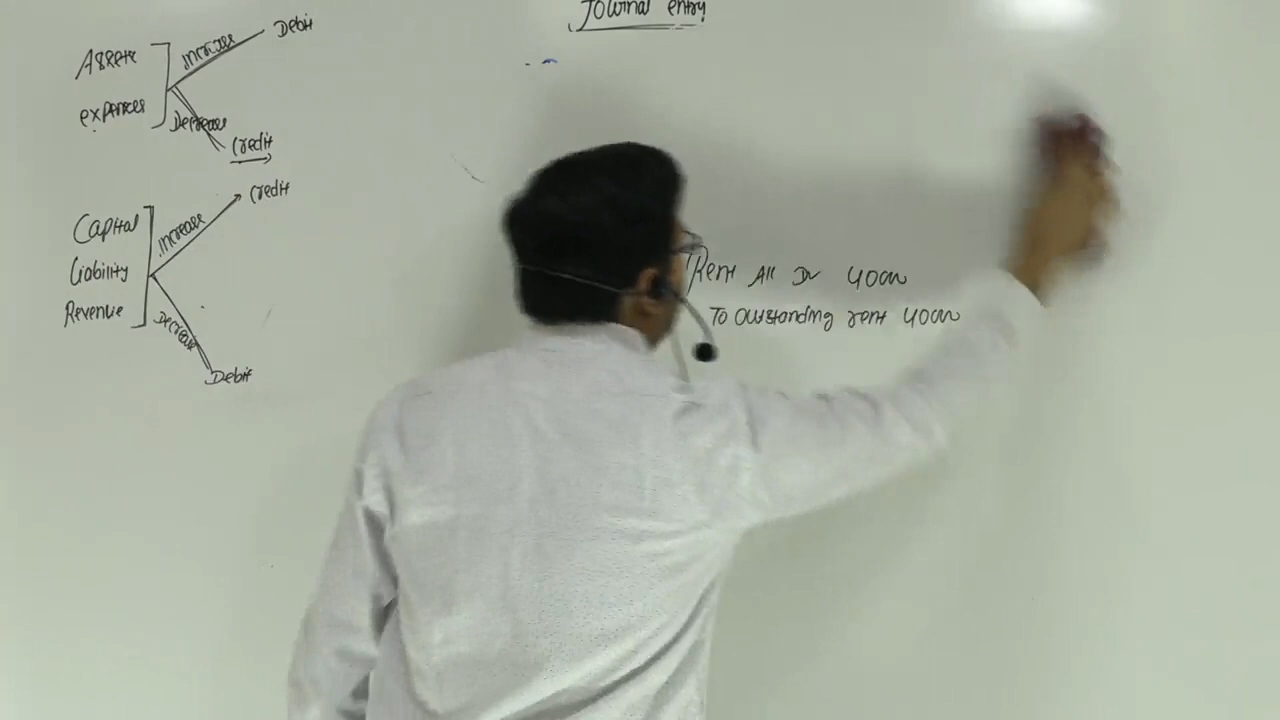 Journal entry
Assets
expenses
increase
Debit
Decrease
Credit
Capital
Liability
Revenue
increase
Credit
Decrease
Debit
Rent A/c Dr 4000
To Outstanding rent 4000